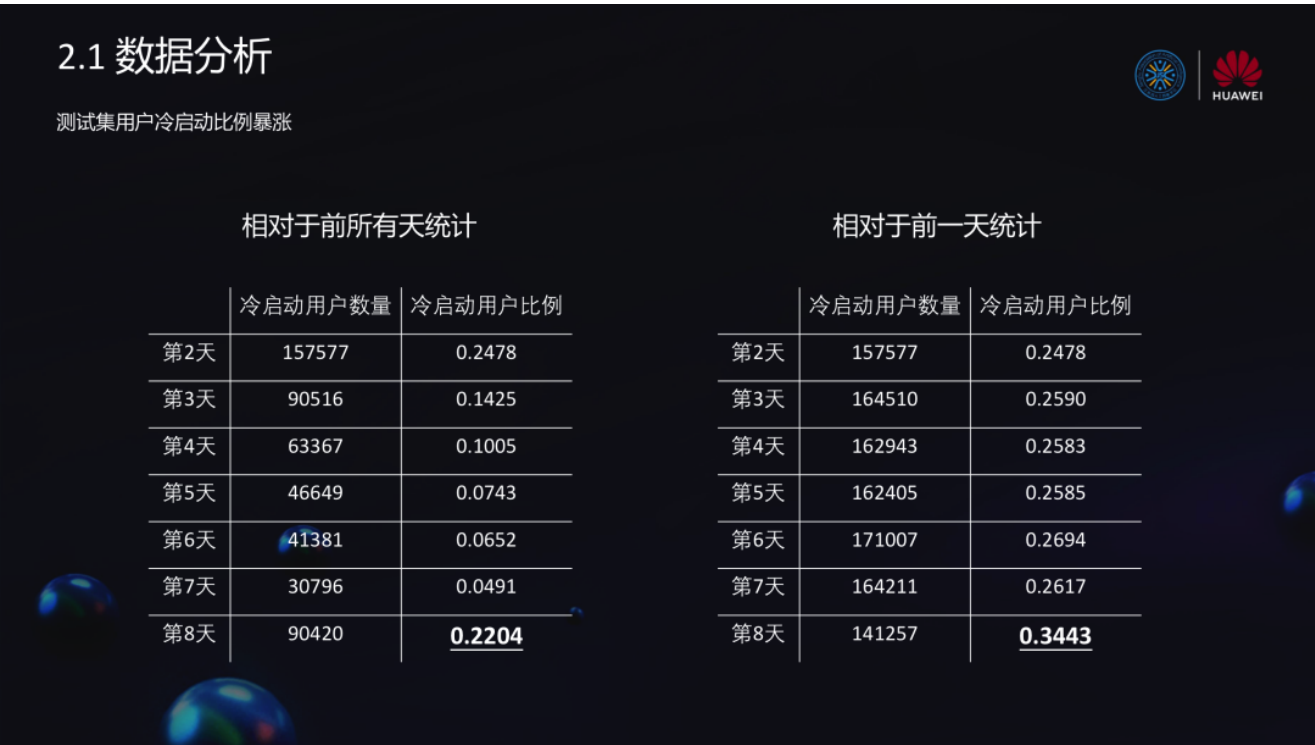 2.1 数据分析
HUAWEI
测试集用户冷启动比例暴涨
相对于前所有天统计
冷启动用户数量 冷启动用户比例
第2天 157577 0.2478
第3天 90516 0.1425
第4天 63367 0.1005
第5天 46649 0.0743
第6天 41381 0.0652
第7天 30796 0.0491
第8天 90420 0.2204
相对于前一天统计
冷启动用户数量 冷启动用户比例
第2天 157577 0.2478
第3天 164510 0.2590
第4天 162943 0.2583
第5天 162405 0.2585
第6天 171007 0.2694
第7天 164211 0.2617
第8天 141257 0.3443